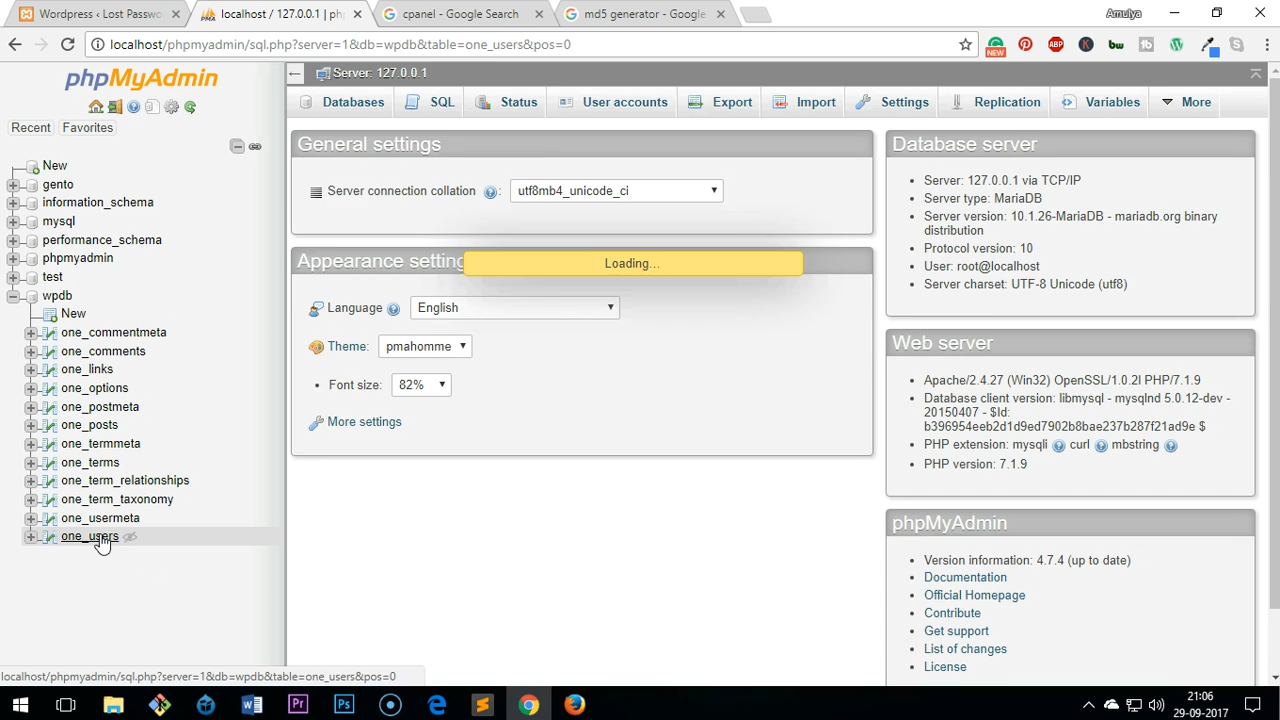 Wordpress ‹ Lost Passwo
localhost / 127.0.0.1 | ph
cpanel - Google Search
md5 generator - Google
Amulya
localhost/phpmyadmin/sql.php?server=1&db=wpdb&table=one_users&pos=0
NEW
ABP
K
bw
phpMyAdmin
Recent
Favorites
New
gento
information_schema
mysql
performance_schema
phpmyadmin
test
wpdb
New
one_commentmeta
one_comments
one_links
one_options
one_postmeta
one_posts
one_termmeta
one_terms
one_term_relationships
one_term_taxonomy
one_usermeta
one_users
Server: 127.0.0.1
Databases
SQL
Status
User accounts
Export
Import
Settings
Replication
Variables
More
General settings
Server connection collation :
utf8mb4_unicode_ci
Loading…
Appearance setting
Language
English
Theme:
pmahomme
Font size:
82%
More settings
Database server
Server: 127.0.0.1 via TCP/IP
Server type: MariaDB
Server version: 10.1.26-MariaDB - mariadb.org binary
distribution
Protocol version: 10
User: root@localhost
Server charset: UTF-8 Unicode (utf8)
Web server
Apache/2.4.27 (Win32) OpenSSL/1.0.2l PHP/7.1.9
Database client version: libmysql - mysqlnd 5.0.12-dev -
20150407 - $Id:
b396954eeb2d1d9ed7902b8bae237b287f21ad9e $
PHP extension: mysqli curl mbstring
PHP version: 7.1.9
phpMyAdmin
Version information: 4.7.4 (up to date)
Documentation
Official Homepage
Contribute
Get support
List of changes
License
localhost/phpmyadmin/sql.php?server=1&db=wpdb&table=one_users&pos=0
Pr
Ps
21:06
29-09-2017